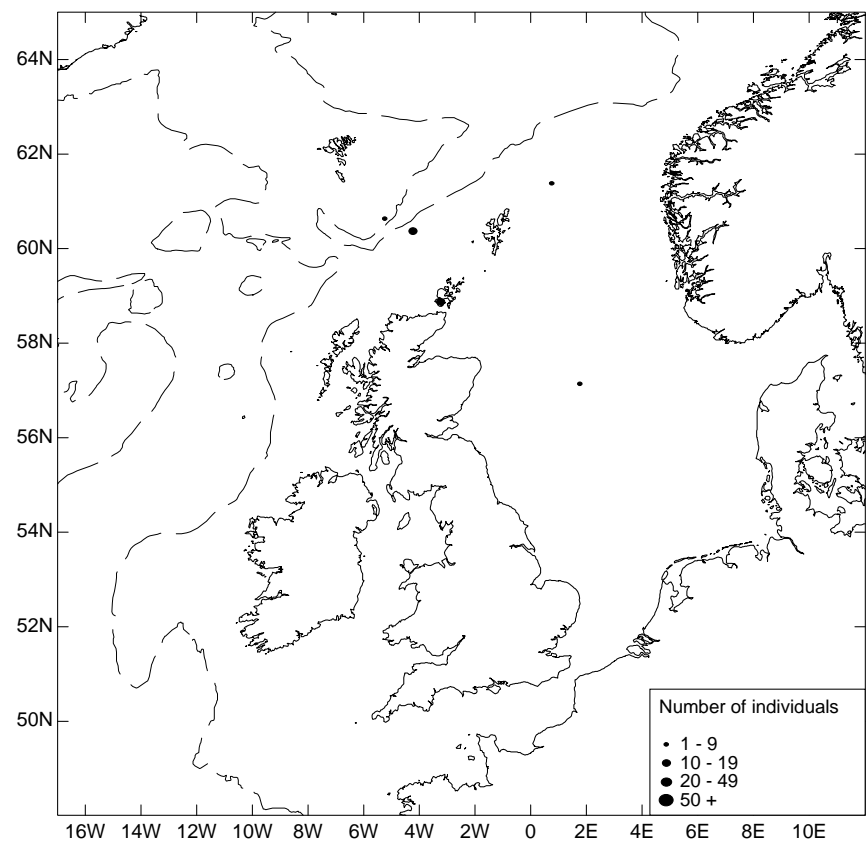 64N
62N
60N
58N
56N
54N
52N
50N
Number of individuals
1 - 9
10 - 19
20 - 49
50 +
16W 14W 12W 10W 8W 6W 4W 2W 0 2E 4E 6E 8E 10E